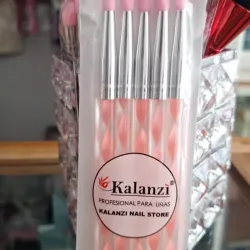 Kalanzi®
PROFESIONAL PARA UÑAS
KALANZI NAIL STORE